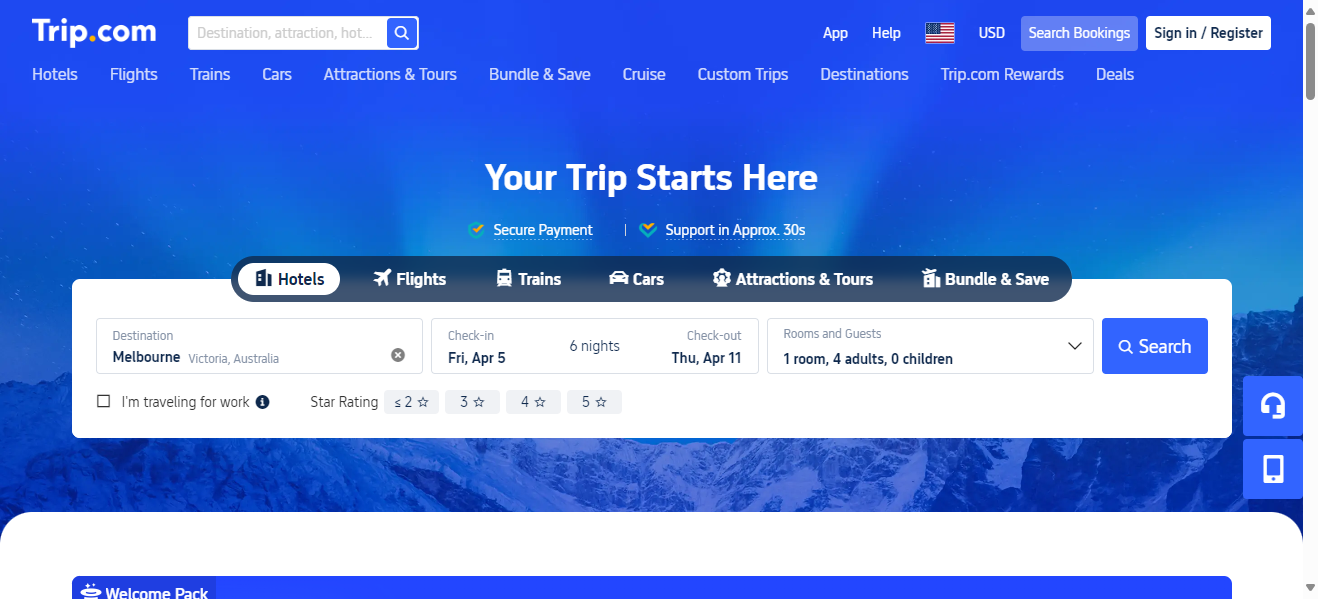 Trip.com
Destination, attraction, hot...
App
Help
USD
Search Bookings
Sign in / Register
Hotels
Flights
Trains
Cars
Attractions & Tours
Bundle & Save
Cruise
Custom Trips
Destinations
Trip.com Rewards
Deals
Your Trip Starts Here
Secure Payment
Support in Approx. 30s
Hotels
Flights
Trains
Cars
Attractions & Tours
Bundle & Save
Destination
Melbourne Victoria, Australia
Check-in
Fri, Apr 5
6 nights
Check-out
Thu, Apr 11
Rooms and Guests
1 room, 4 adults, 0 children
Search
I'm traveling for work
Star Rating
≤ 2 ☆
3 ☆
4 ☆
5 ☆
Welcome Pack